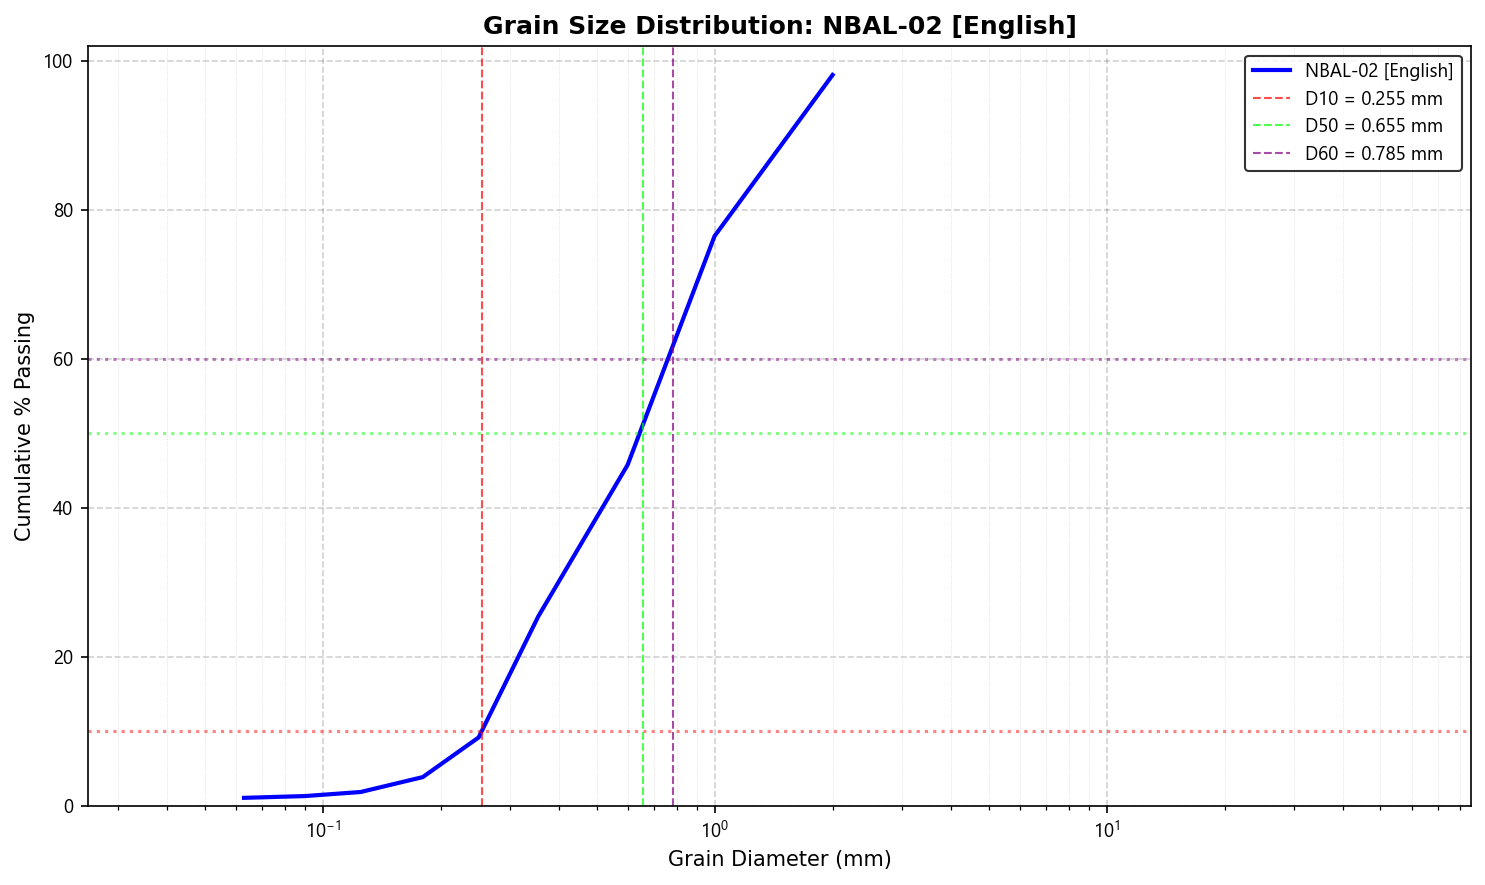 Grain Size Distribution: NBAL-02 [English]
NBAL-02 [English]
D10 = 0.255 mm
D50 = 0.655 mm
D60 = 0.785 mm
Cumulative % Passing
100
80
60
40
20
0
10⁻¹
10⁰
10¹
Grain Diameter (mm)